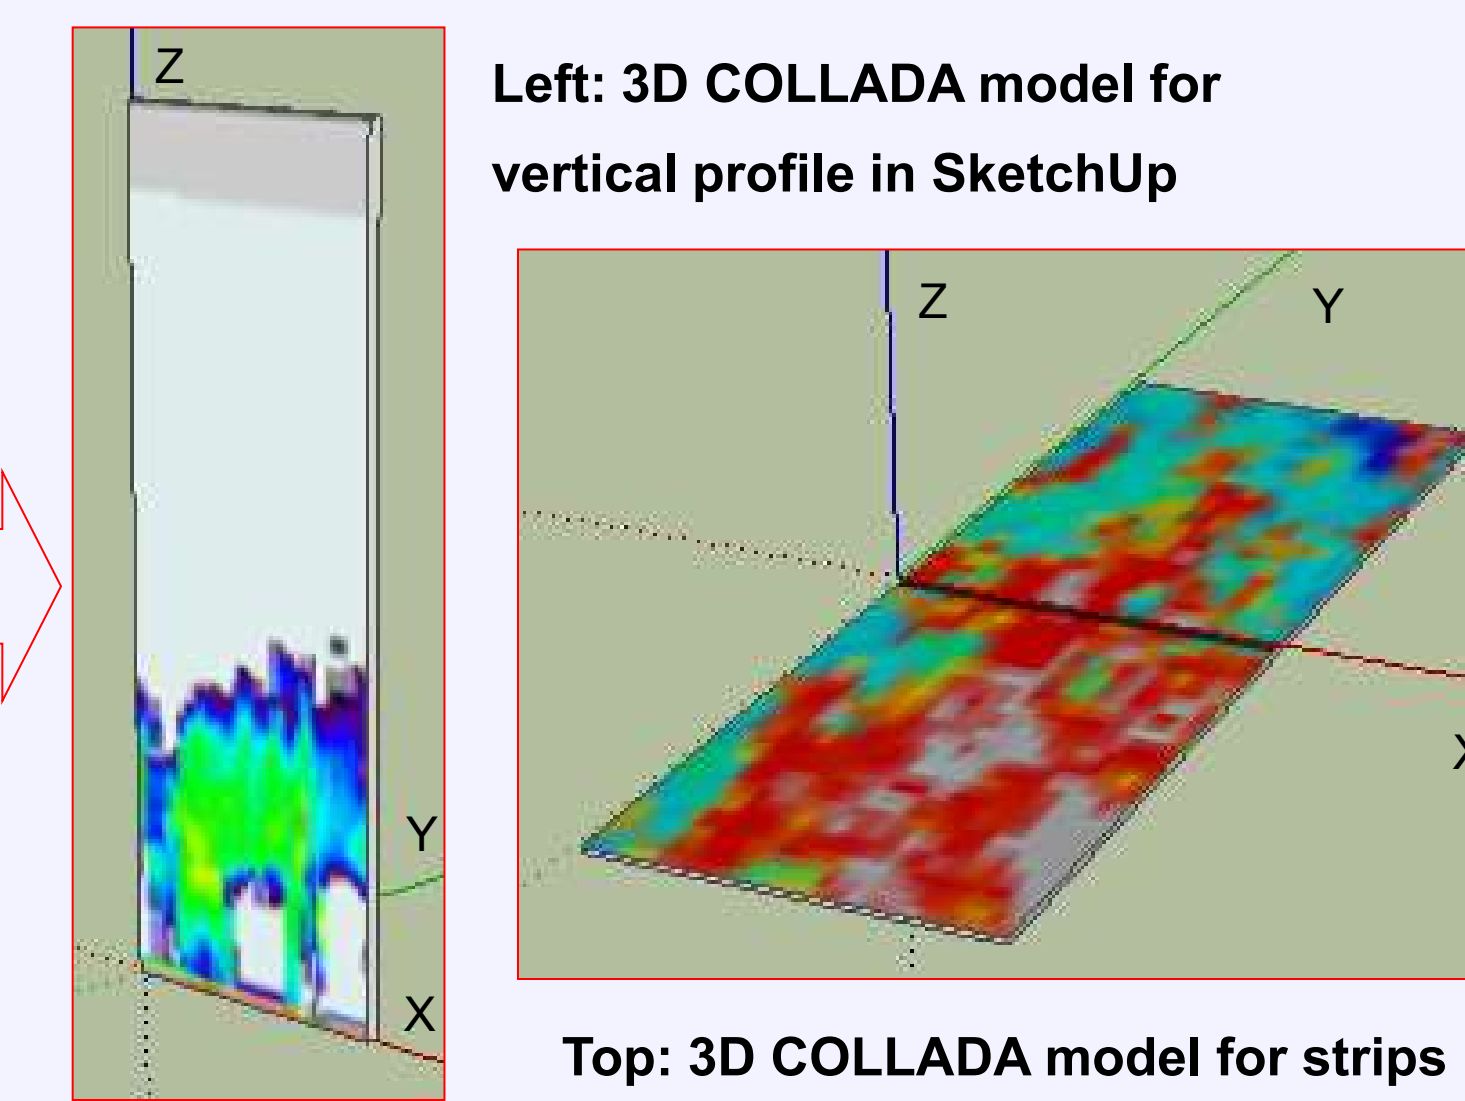 Z
Left: 3D COLLADA model for
vertical profile in SketchUp
Z
Y
Y
X
X
Top: 3D COLLADA model for strips